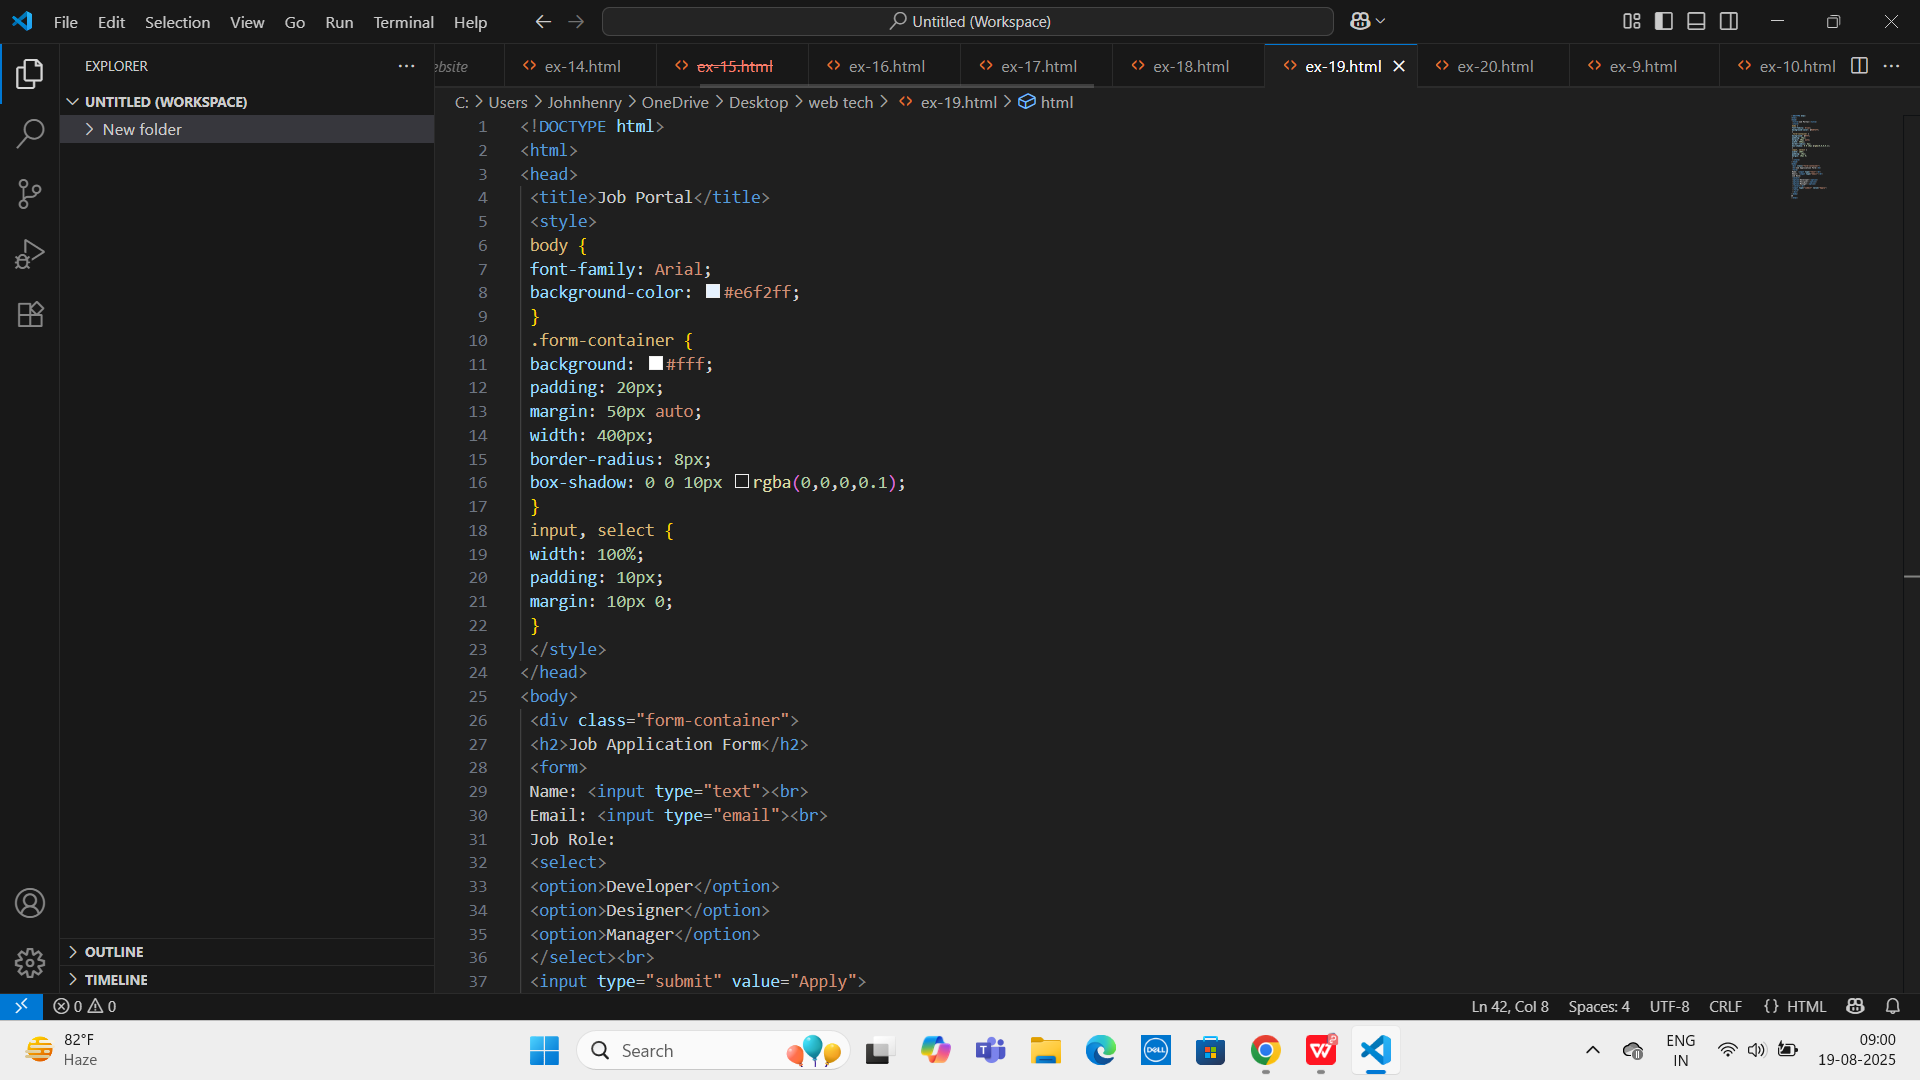 File Edit Selection View Go Run Terminal Help
Untitled (Workspace)
EXPLORER
ebsite
ex-14.html
ex-15.html
ex-16.html
ex-17.html
ex-18.html
ex-19.html
ex-20.html
ex-9.html
ex-10.html
UNTITLED (WORKSPACE)
New folder
C: > Users > Johnhenry > OneDrive > Desktop > web tech > ex-19.html > html
1 <!DOCTYPE html>
2 <html>
3 <head>
4 <title>Job Portal</title>
5 <style>
6 body {
7 font-family: Arial;
8 background-color: #e6f2ff;
9 }
10 .form-container {
11 background: #fff;
12 padding: 20px;
13 margin: 50px auto;
14 width: 400px;
15 border-radius: 8px;
16 box-shadow: 0 0 10px rgba(0,0,0,0.1);
17 }
18 input, select {
19 width: 100%;
20 padding: 10px;
21 margin: 10px 0;
22 }
23 </style>
24 </head>
25 <body>
26 <div class="form-container">
27 <h2>Job Application Form</h2>
28 <form>
29 Name: <input type="text"><br>
30 Email: <input type="email"><br>
31 Job Role:
32 <select>
33 <option>Developer</option>
34 <option>Designer</option>
35 <option>Manager</option>
36 </select><br>
37 <input type="submit" value="Apply">
OUTLINE
TIMELINE
0 0
Ln 42, Col 8 Spaces: 4 UTF-8 CRLF {} HTML
82°F
Haze
Search
DELL
ENG
IN
09:00
19-08-2025